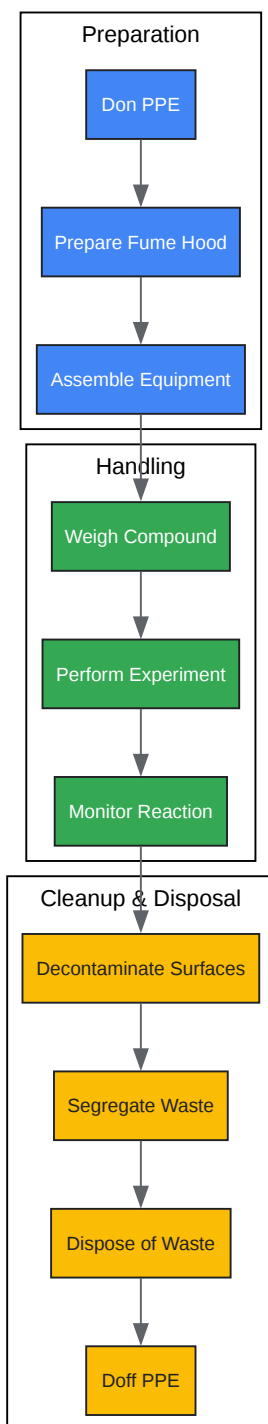 Preparation
Don PPE
Prepare Fume Hood
Assemble Equipment
Handling
Weigh Compound
Perform Experiment
Monitor Reaction
Cleanup & Disposal
Decontaminate Surfaces
Segregate Waste
Dispose of Waste
Doff PPE